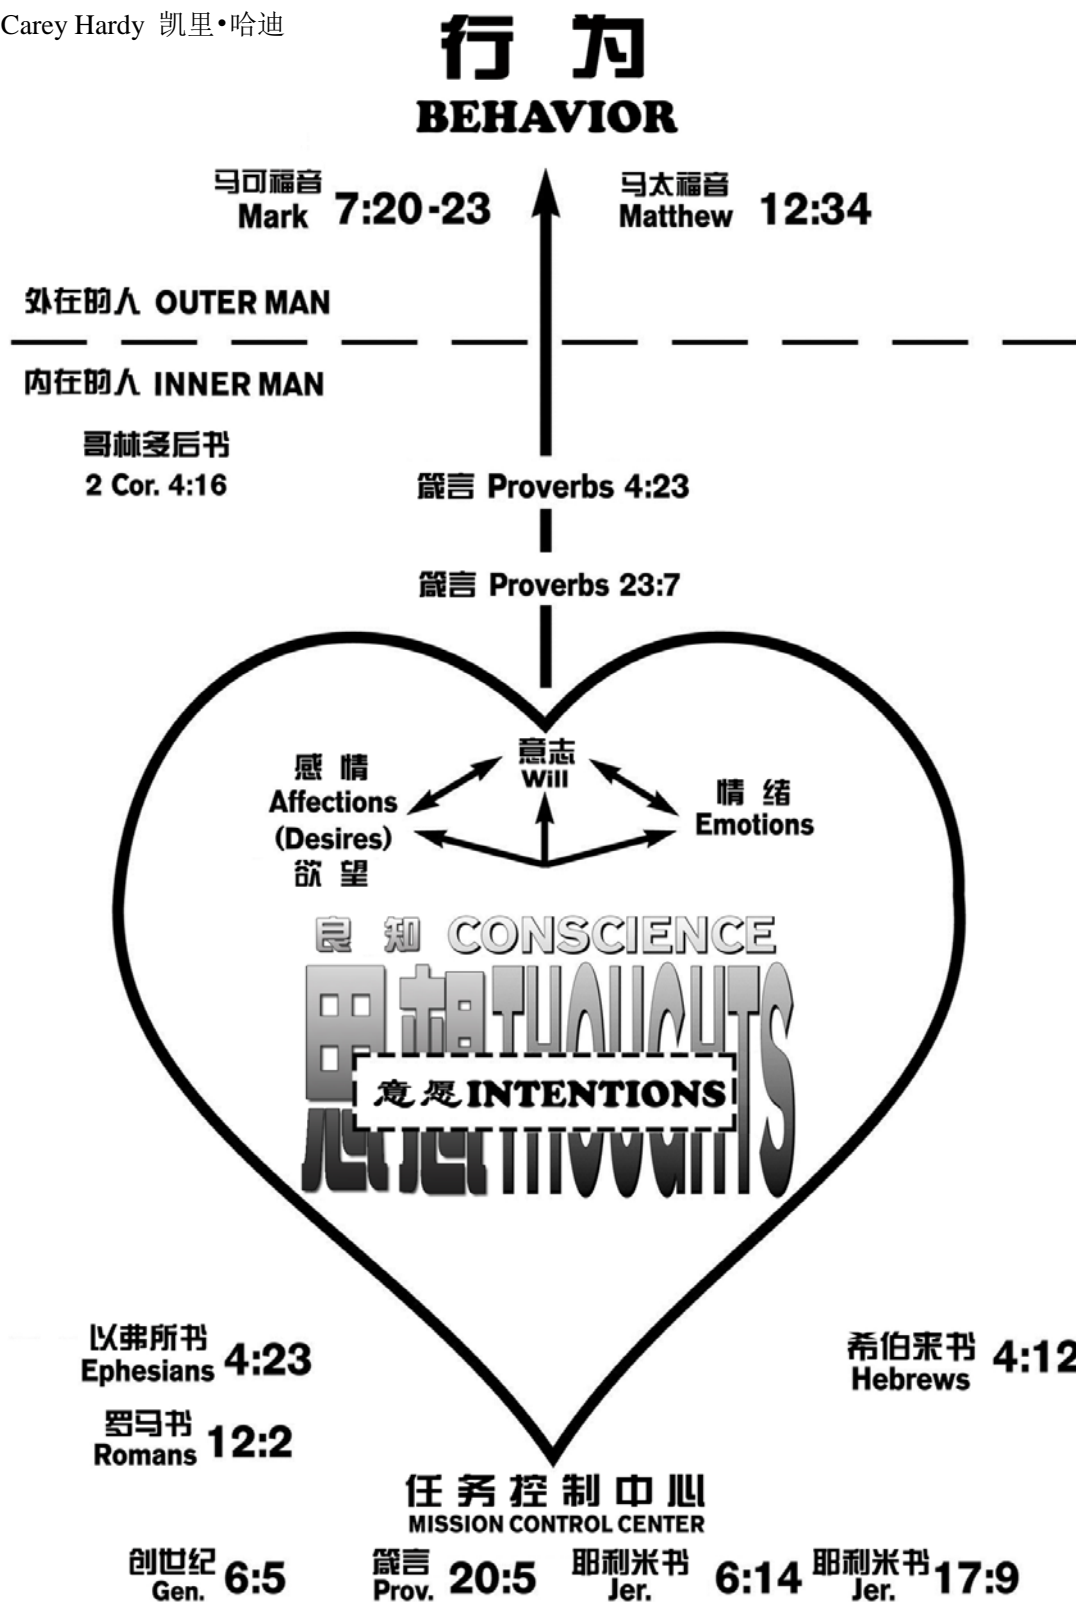 Carey Hardy 凯里•哈迪
行 为
BEHAVIOR
马可福音
Mark 7:20-23
马太福音
Matthew 12:34
外在的人 OUTER MAN
内在的人 INNER MAN
哥林多后书
2 Cor. 4:16
箴言 Proverbs 4:23
箴言 Proverbs 23:7
意志
Will
感 情
Affections
(Desires)
欲 望
情 绪
Emotions
良 知 CONSCIENCE
思想 THOUGHTS
意愿 INTENTIONS
以弗所书
Ephesians 4:23
希伯来书
Hebrews 4:12
罗马书
Romans 12:2
任务控制中心
MISSION CONTROL CENTER
创世纪
Gen. 6:5
箴言
Prov. 20:5
耶利米书
Jer. 6:14
耶利米书
Jer. 17:9